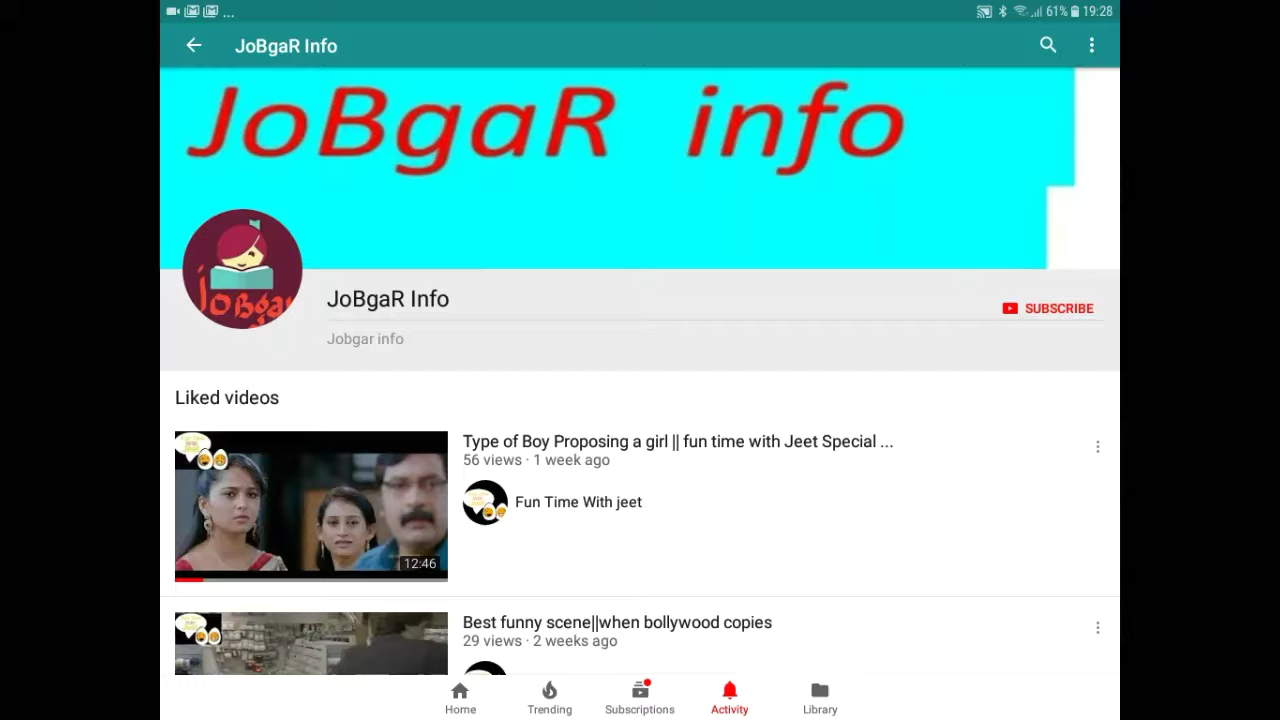 61% 19:28
JoBgaR Info
JoBgaR info
JoBgaR Info
SUBSCRIBE
Jobgar info
Liked videos
Type of Boy Proposing a girl || fun time with Jeet Special ...
56 views · 1 week ago
Fun Time With jeet
12:46
Best funny scene||when bollywood copies
29 views · 2 weeks ago
Home Trending Subscriptions Activity Library